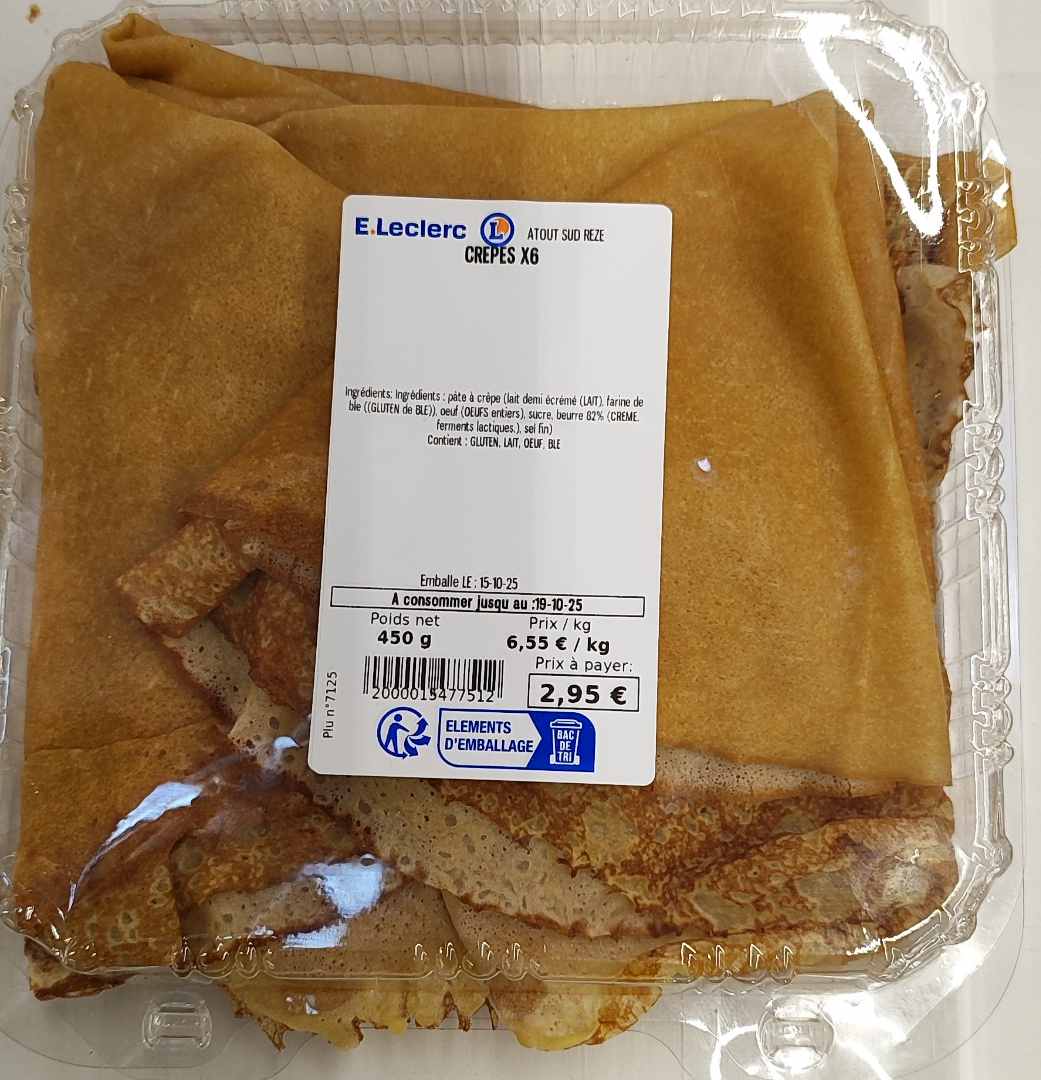 E.Leclerc L ATOUT SUD REZE
CREPES X6
Ingrédients: Ingrédients : pâte à crêpe (lait demi écrémé (LAIT), farine de
ble ((GLUTEN de BLE)), oeuf (OEUFS entiers), sucre, beurre 82% (CREME,
ferments lactiques,), sel fin)
Contient : GLUTEN, LAIT, OEUF, BLE
Emballe LE : 15-10-25
A consommer jusqu au :19-10-25
Poids net Prix / kg
450 g 6,55 € / kg
Prix à payer:
2,95 €
2000015477512
Plu n°7125
ELEMENTS
D'EMBALLAGE
BAC
DE
TRI